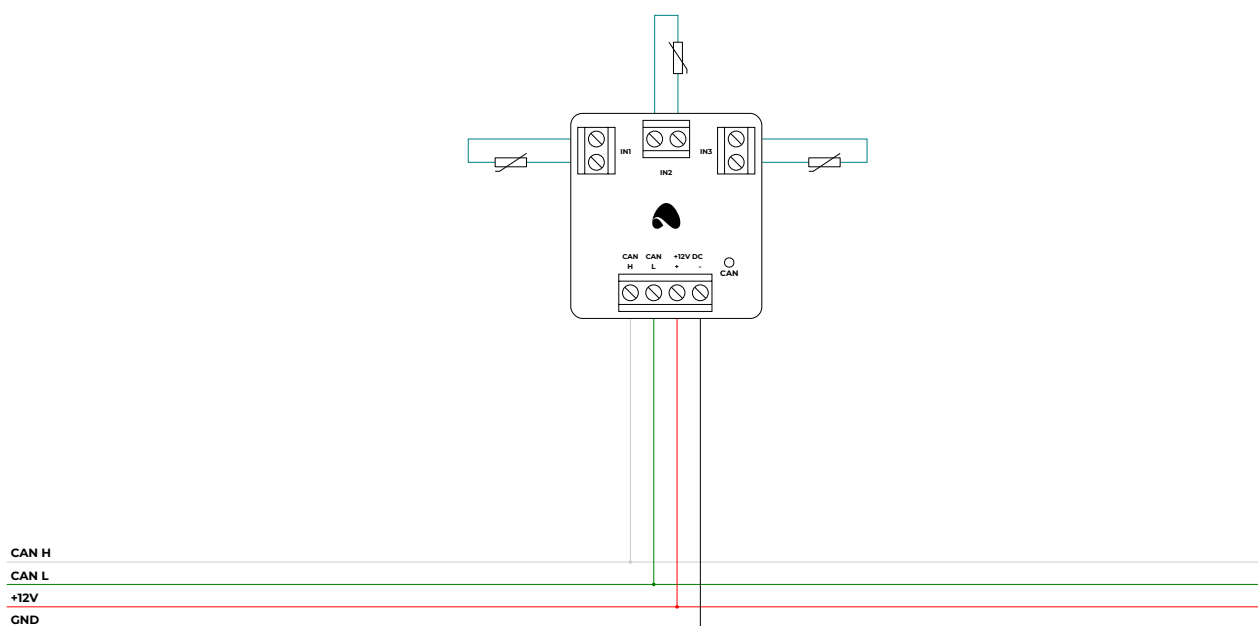 IN1
IN3
IN2
CAN CAN +12V DC
H L + -
CAN
CAN H
CAN L
+12V
GND